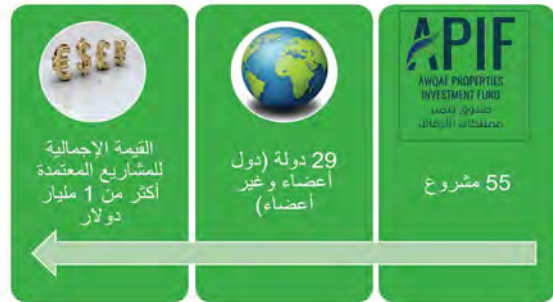 APIF
AWQAF PROPERTIES
INVESTMENT FUND
صندوق تثمير
ممتلكات الأوقاف
55 مشروع
29 دولة (دول
أعضاء وغير
أعضاء)
القيمة الإجمالية
للمشاريع المعتمدة
أكثر من 1 مليار
دولار